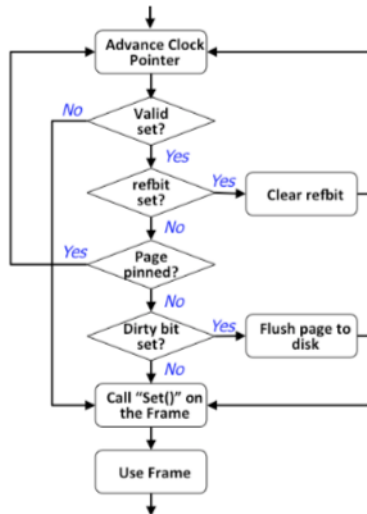 Advance Clock
Pointer
No
Valid
set?
Yes
refbit
set?
Yes
Clear refbit
No
Yes
Page
pinned?
No
Dirty bit
set?
Yes
Flush page to
disk
No
Call “Set()” on
the Frame
Use Frame